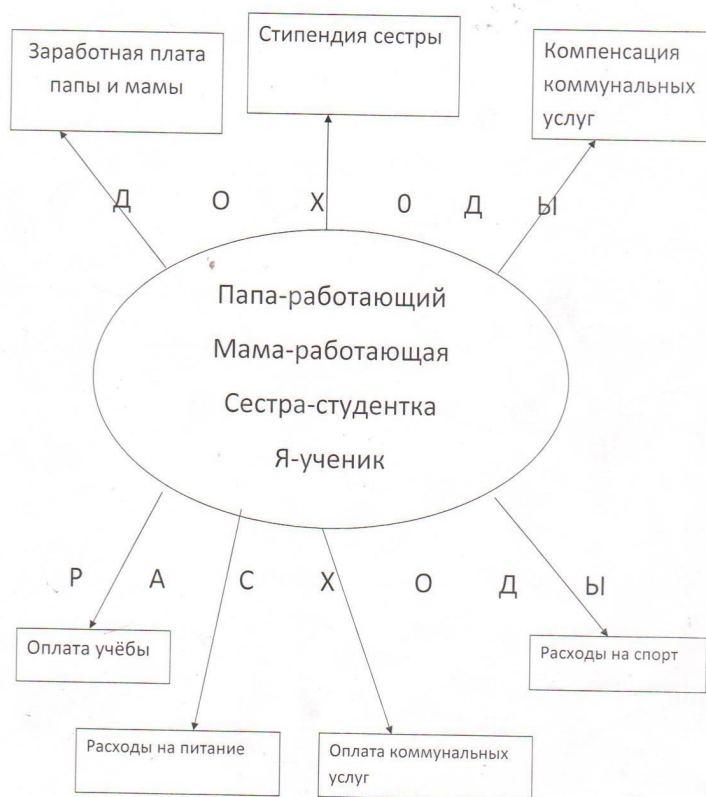 Заработная плата
папы и мамы
Стипендия сестры
Компенсация
коммунальных
услуг
Д О Х 0 Д Ы
Папа-работающий
Мама-работающая
Сестра-студентка
Я-ученик
Р А С Х О Д Ы
Оплата учёбы
Расходы на спорт
Расходы на питание
Оплата коммунальных
услуг